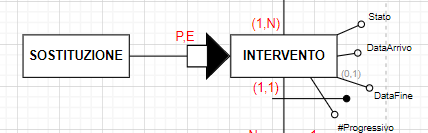 Stato
P,E
(1,N)
SOSTITUZIONE
INTERVENTO
DataArrivo
(0,1)
(1,1)
DataFine
#Progressivo